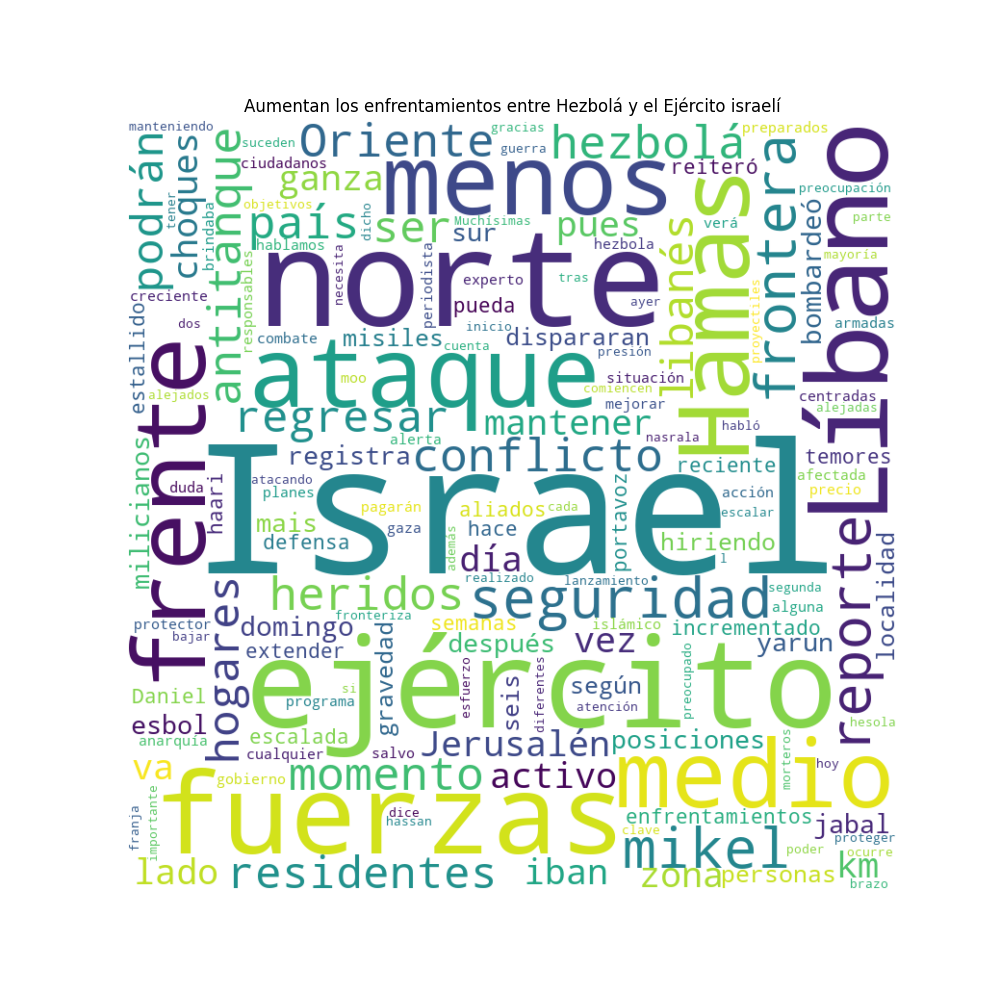 Aumentan los enfrentamientos entre Hezbolá y el Ejército israelí
manteniendo
suceden
Oriente
gracias
guerra
hezbolá
preparados
podrán
tener
choques
brindaba
antitanque
ciudadanos
ganza
objetivos
menos
reiteró
frontera
Líbano
preocupación
parte
mayoría
bombardeó
país
hablamos
ser
dicho
sur
Muchísimas
pues
verá
Hamas
libanés
hezbola
norte
necesita
periodista
experto
tras
ayer
pueda
inicio
proyectiles
responsables
creciente
dos
estallido
combate
misiles
cuenta
dispararan
presión
armadas
frente
alejados
ataque
moo
situación
comiencen
mejorar
centradas
alejadas
regresar
mantener
habló
nasrala
alerta
milicianos
registra
conflicto
reciente
temores
afectada
precio
duda
haari
atacando
planes
Israel
pagarán
gaza
aliados
cada
portavoz
acción
escalar
reporte
mais
defensa
hace
además
día
hiriendo
l
localidad
hogares
heridos
realizado
lanzamiento
seguridad
segunda
alguna
fronteriza
protector
bajar
domingo
extender
gravedad
semanas
después
islámico
vez
incrementado
yarun
Daniel
esbol
anarquía
si
programa
ejército
esfuerzo
seis
diferentes
según
atención
preocupado
hesola
escalada
cualquier
salvo
Jerusalén
posiciones
morteros
hoy
va
gobierno
momento
activo
medio
franja
importante
fuerzas
dice
hassan
clave
enfrentamientos
jabal
proteger
mikel
poder
ocurre
lado
residentes
iban
zona
personas
km
brazo